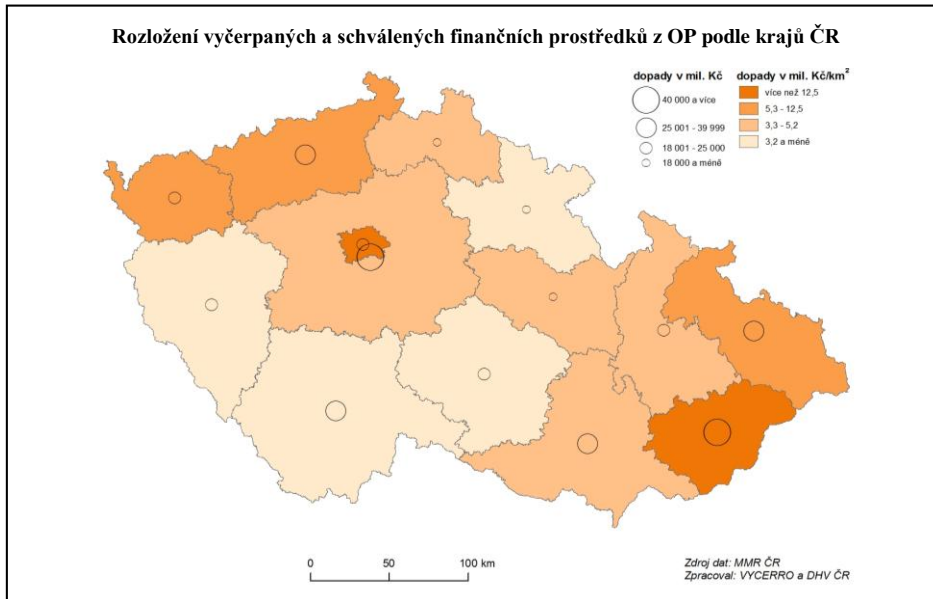 Rozložení vyčerpaných a schválených finančních prostředků z OP podle krajů ČR
dopady v mil. Kč
40 000 a více
25 001 - 39 999
18 001 - 25 000
18 000 a méně
dopady v mil. Kč/km²
více než 12,5
5,3 - 12,5
3,3 - 5,2
3,2 a méně
0 50 100 km
Zdroj dat: MMR ČR
Zpracoval: VYCERRO a DHV ČR